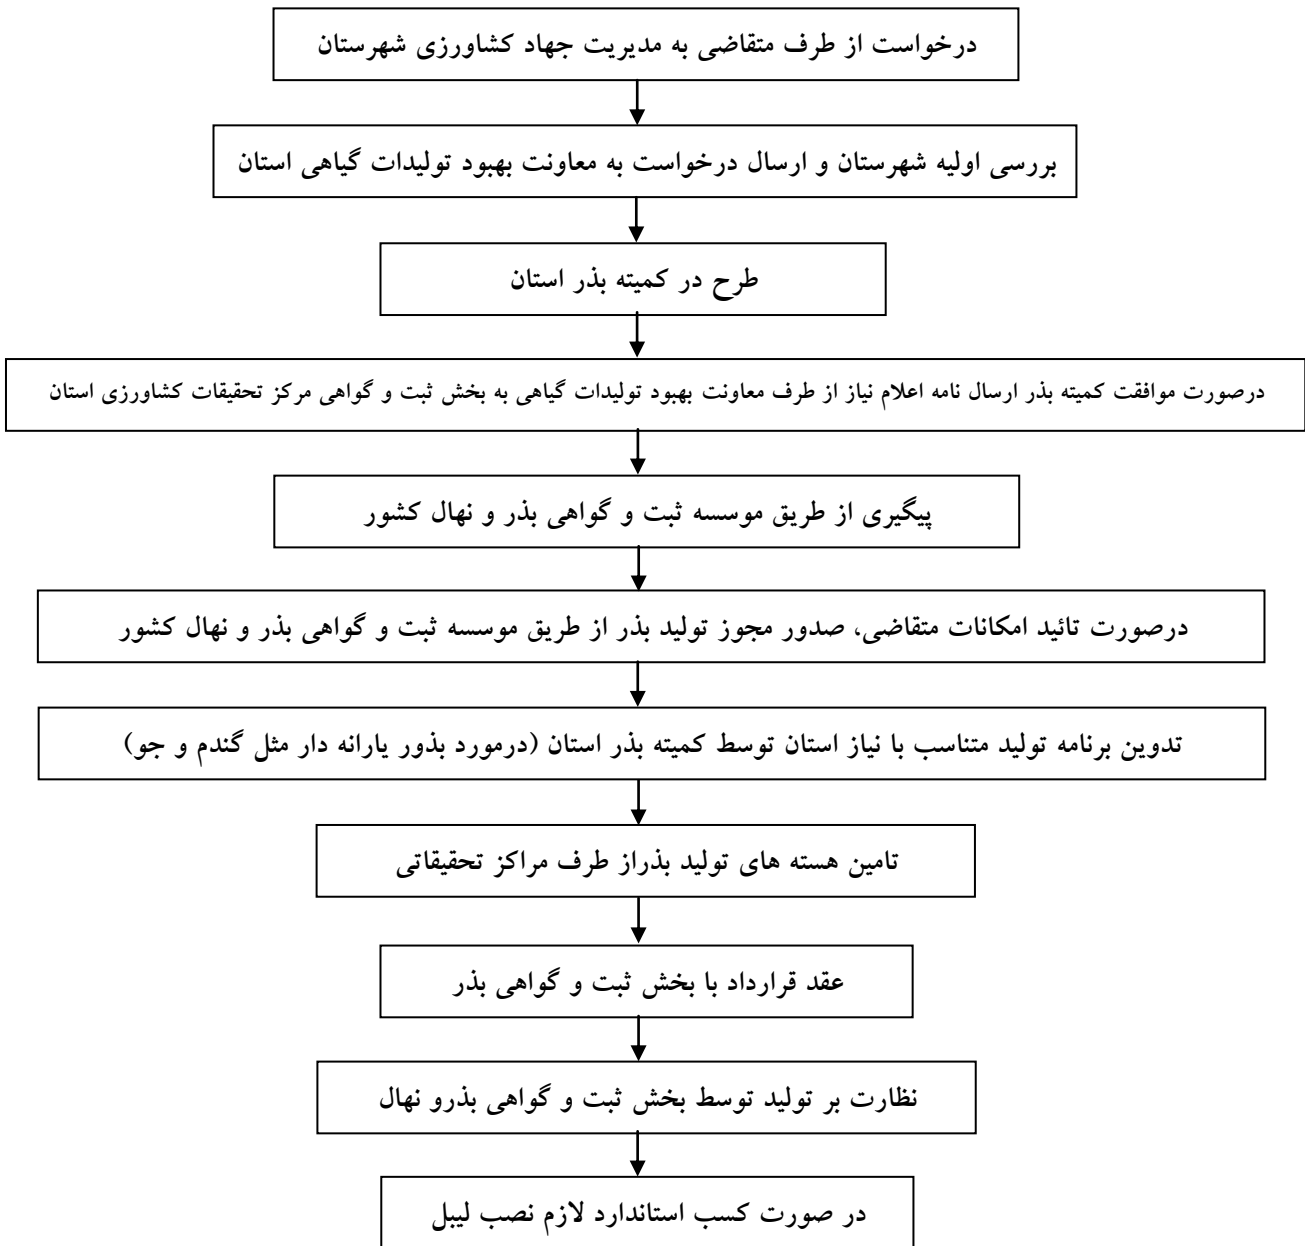 درخواست از طرف متقاضی به مدیریت جهاد کشاورزی شهرستان
بررسی اولیه شهرستان و ارسال درخواست به معاونت بهبود تولیدات گیاهی استان
طرح در کمیته بذر استان
درصورت موافقت کمیته بذر ارسال نامه اعلام نیاز از طرف معاونت بهبود تولیدات گیاهی به بخش ثبت و گواهی مرکز تحقیقات کشاورزی استان
پیگیری از طریق موسسه ثبت و گواهی بذر و نهال کشور
درصورت تائید امکانات متقاضی، صدور مجوز تولید بذر از طریق موسسه ثبت و گواهی بذر و نهال کشور
تدوین برنامه تولید متناسب با نیاز استان توسط کمیته بذر استان (درمورد بذور یارانه دار مثل گندم و جو)
تامین هسته های تولید بذراز طرف مراکز تحقیقاتی
عقد قرارداد با بخش ثبت و گواهی بذر
نظارت بر تولید توسط بخش ثبت و گواهی بذرو نهال
در صورت کسب استاندارد لازم نصب لیبل